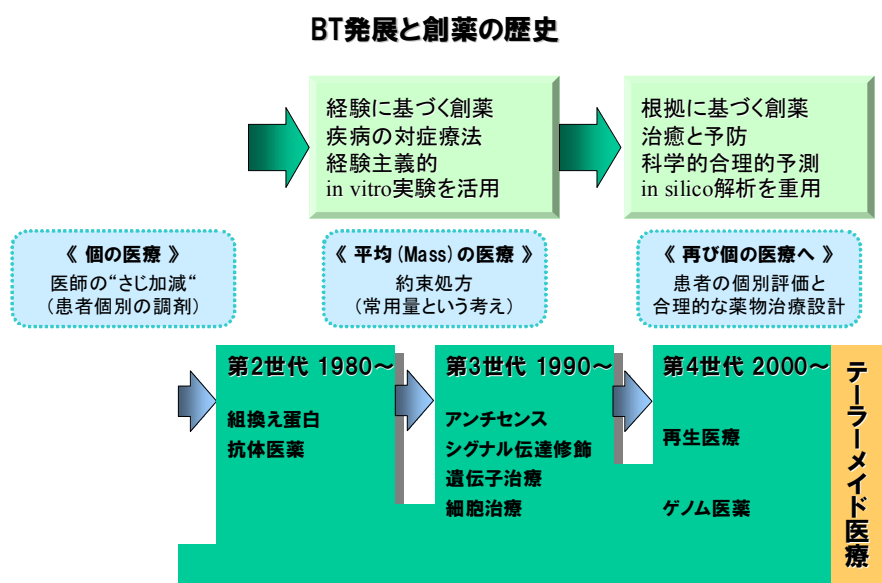 BT発展と創薬の歴史
経験に基づく創薬
疾病の対症療法
経験主義的
in vitro実験を活用
根拠に基づく創薬
治癒と予防
科学的合理的予測
in silico解析を重用
《 個の医療 》
医師の“さじ加減“
（患者個別の調剤）
《 平均(Mass)の医療 》
約束処方
（常用量という考え）
《 再び個の医療へ 》
患者の個別評価と
合理的な薬物治療設計
第2世代 1980～
組換え蛋白
抗体医薬
第3世代 1990～
アンチセンス
シグナル伝達修飾
遺伝子治療
細胞治療
第4世代 2000～
再生医療
ゲノム医薬
テーラーメイド医療